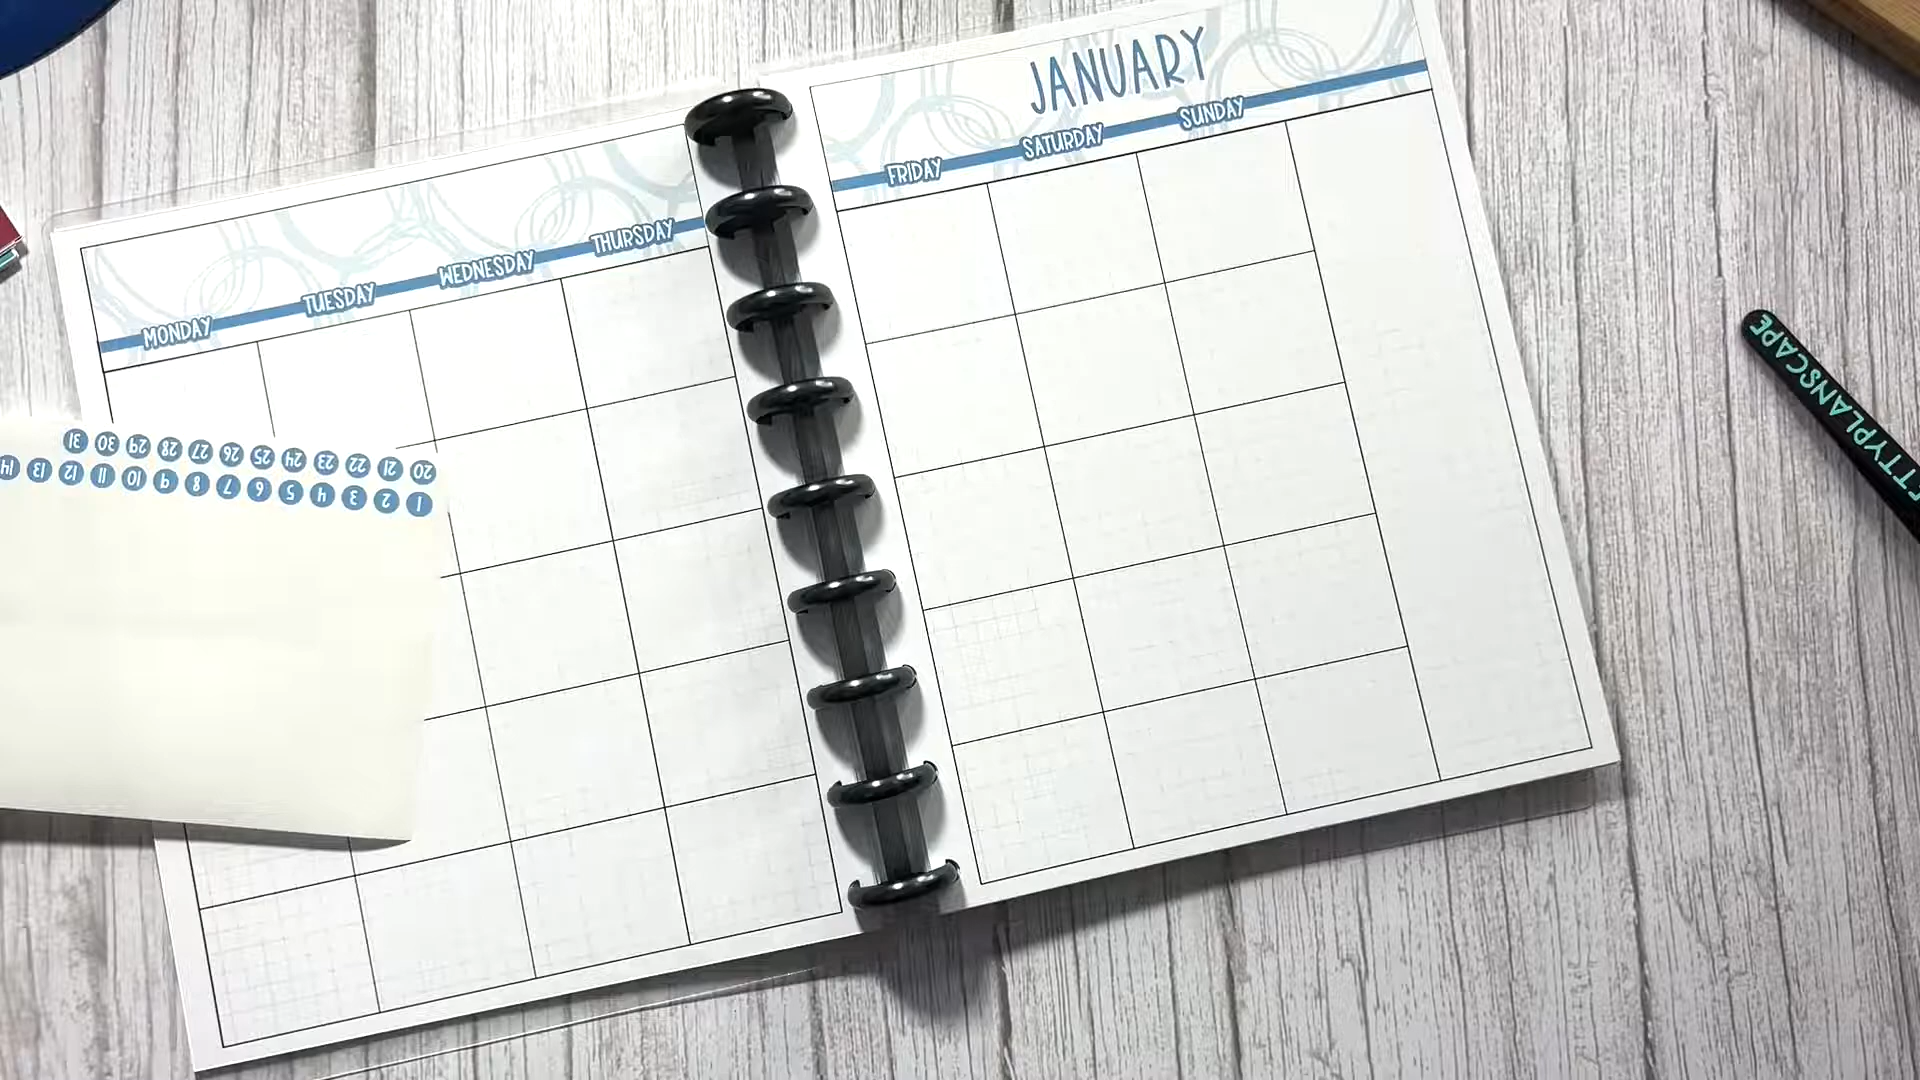 JANUARY
MONDAY TUESDAY WEDNESDAY THURSDAY FRIDAY SATURDAY SUNDAY
1 2 3 4 5 6 7 8 9 10 11 12 13 14
20 21 22 23 24 25 26 27 28 29 30 31
TTYPLANSCAPE